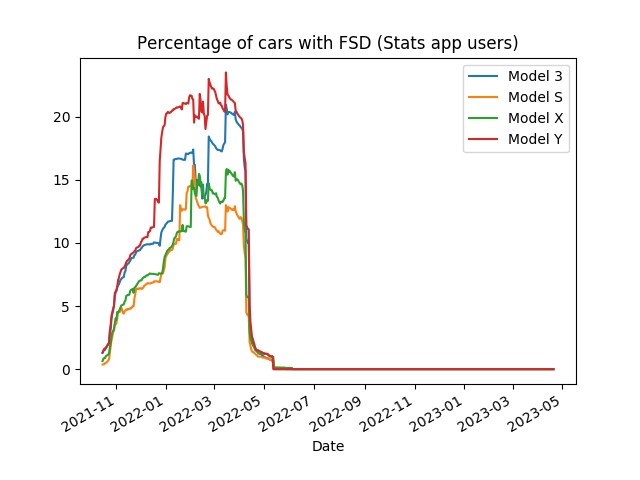 Percentage of cars with FSD (Stats app users)
Model 3
Model S
Model X
Model Y
20
15
10
5
0
2021-11
2022-01
2022-03
2022-05
2022-07
2022-09
2022-11
2023-01
2023-03
2023-05
Date